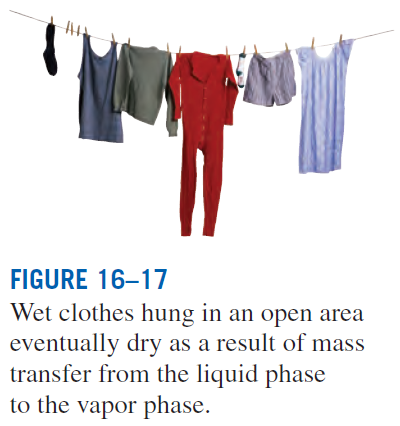 FIGURE 16–17
Wet clothes hung in an open area
eventually dry as a result of mass
transfer from the liquid phase
to the vapor phase.